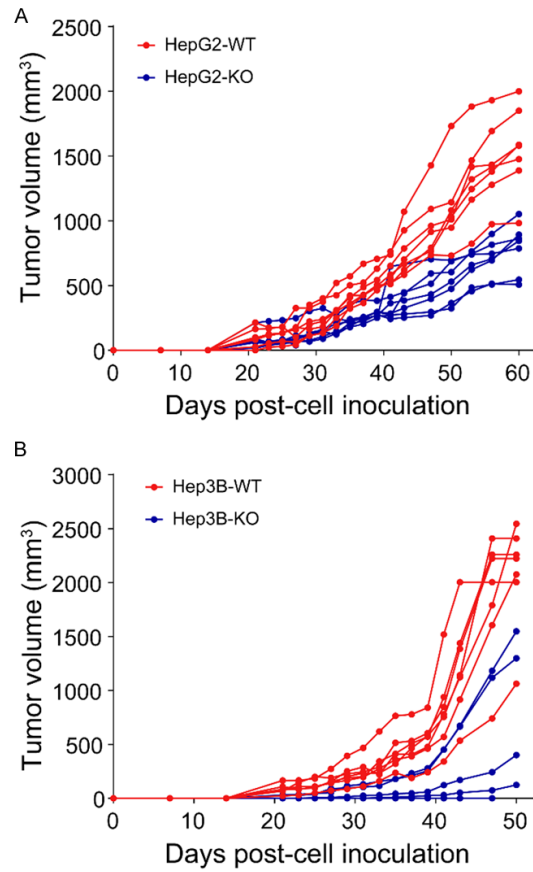 A
Tumor volume (mm³)
2500
2000
1500
1000
500
0
HepG2-WT
HepG2-KO
0 10 20 30 40 50 60
Days post-cell inoculation
B
Tumor volume (mm³)
3000
2500
2000
1500
1000
500
0
Hep3B-WT
Hep3B-KO
0 10 20 30 40 50
Days post-cell inoculation